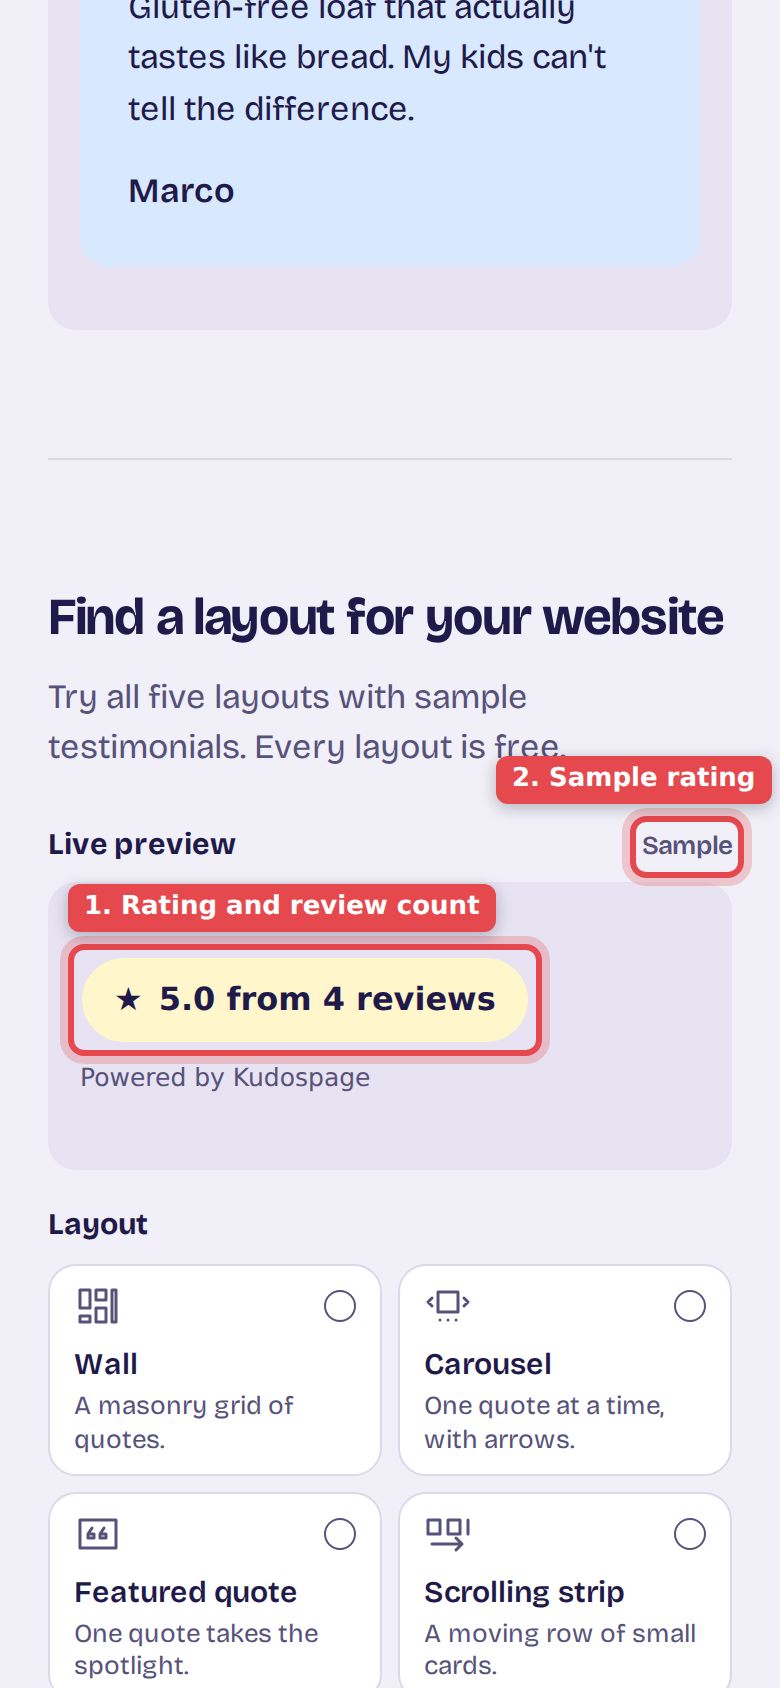 Gluten-free loaf that actually
tastes like bread. My kids can't
tell the difference.
Marco
Find a layout for your website
Try all five layouts with sample
testimonials. Every layout is free.
2. Sample rating
Live preview
Sample
1. Rating and review count
★ 5.0 from 4 reviews
Powered by Kudospage
Layout
Wall
A masonry grid of
quotes.
Carousel
One quote at a time,
with arrows.
Featured quote
One quote takes the
spotlight.
Scrolling strip
A moving row of small
cards.